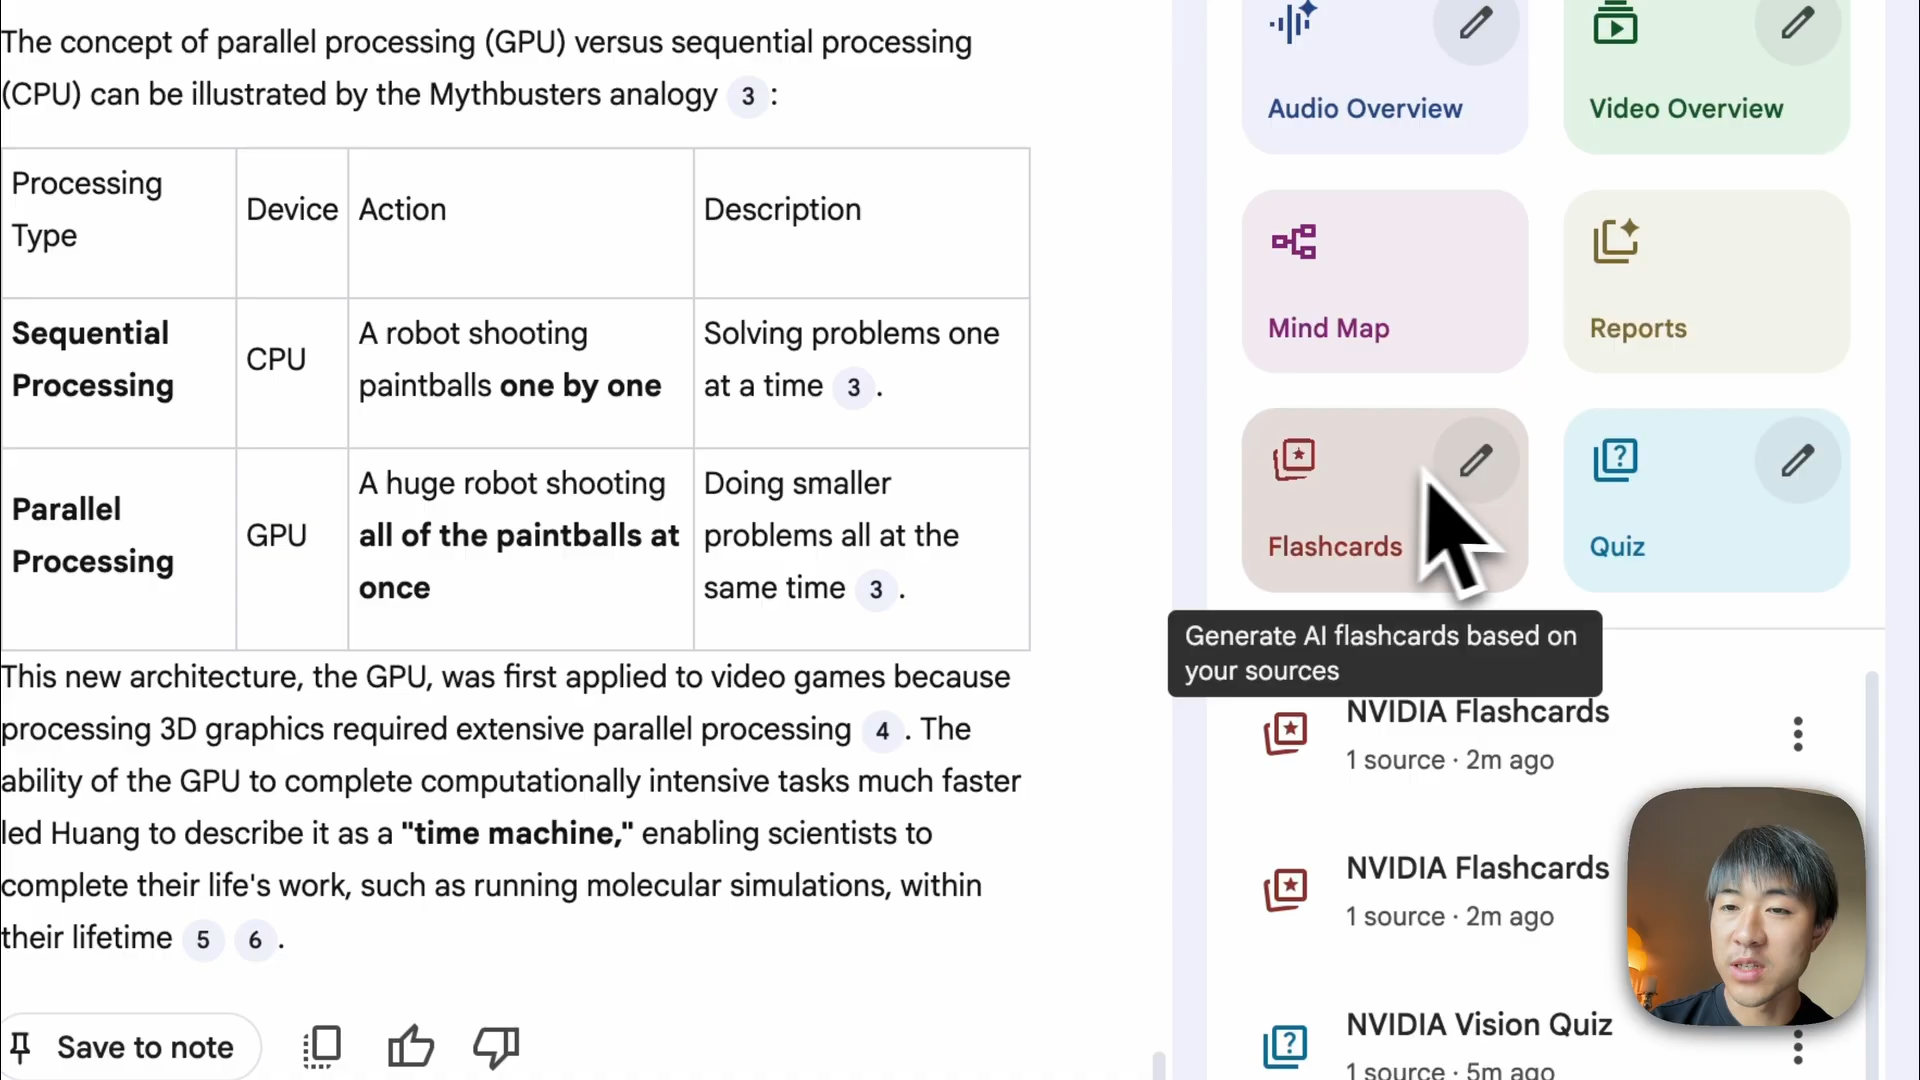 The concept of parallel processing (GPU) versus sequential processing
(CPU) can be illustrated by the Mythbusters analogy 3 :
Processing
Type
Device
Action
Description
Sequential
Processing
CPU
A robot shooting
paintballs one by one
Solving problems one
at a time 3 .
Parallel
Processing
GPU
A huge robot shooting
all of the paintballs at
once
Doing smaller
problems all at the
same time 3 .
This new architecture, the GPU, was first applied to video games because
processing 3D graphics required extensive parallel processing 4 . The
ability of the GPU to complete computationally intensive tasks much faster
led Huang to describe it as a "time machine," enabling scientists to
complete their life's work, such as running molecular simulations, within
their lifetime 5 6 .
Save to note
Audio Overview
Video Overview
Mind Map
Reports
Flashcards
Quiz
Generate AI flashcards based on
your sources
NVIDIA Flashcards
1 source · 2m ago
NVIDIA Flashcards
1 source · 2m ago
NVIDIA Vision Quiz
1 source · 5m ago